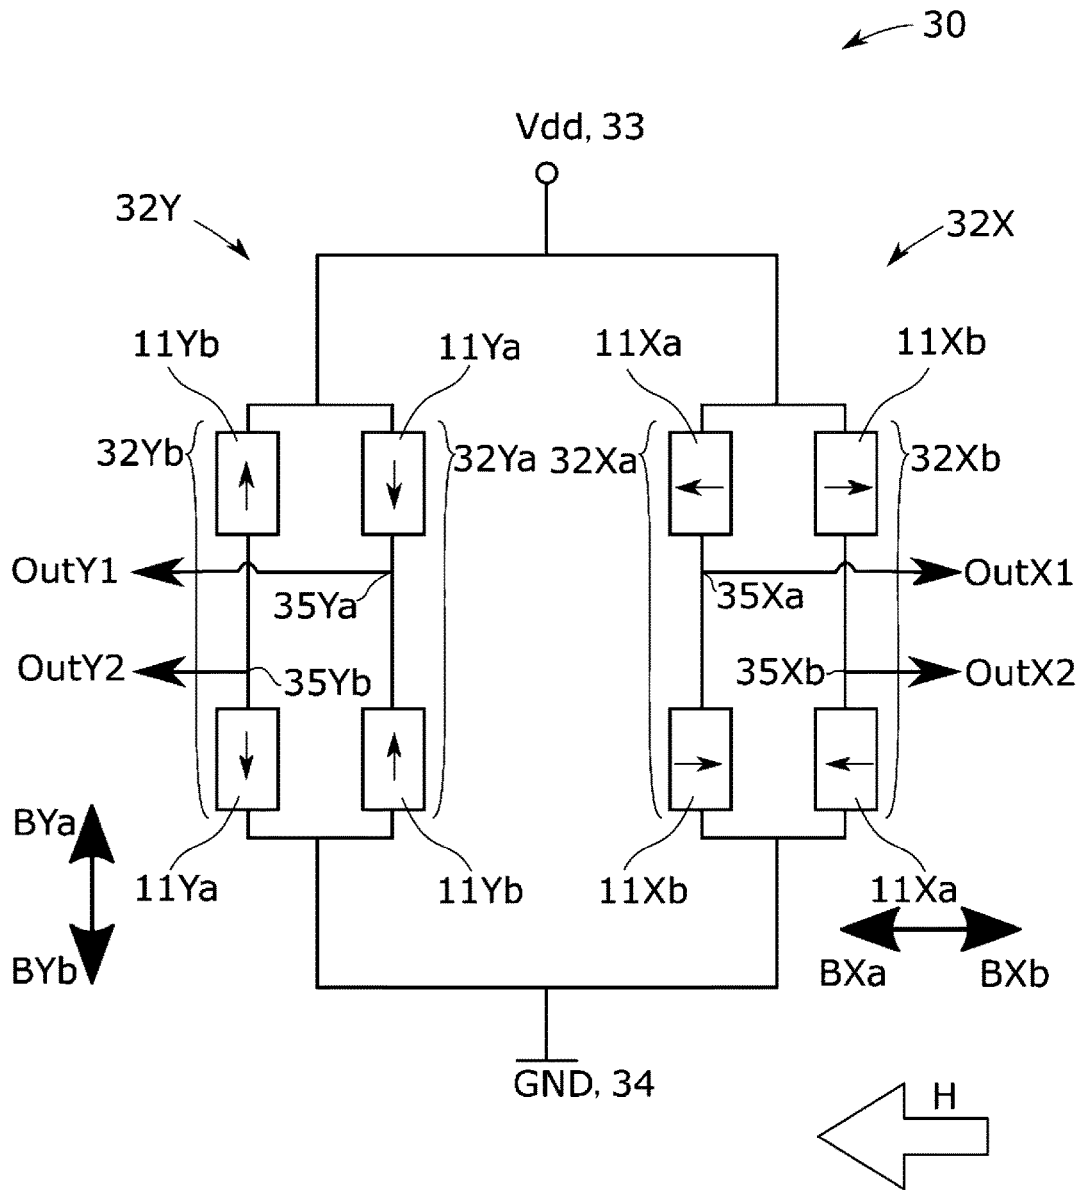 30
Vdd, 33
32Y
32X
11Yb
11Ya
11Xa
11Xb
32Yb
32Ya
32Xa
32Xb
OutY1
35Ya
35Xa
OutX1
OutY2
35Yb
35Xb
OutX2
BYa
11Ya
11Yb
11Xb
11Xa
BYb
BXa
BXb
GND, 34
H